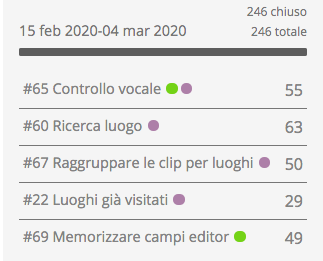 246 chiuso
15 feb 2020-04 mar 2020
246 totale
#65 Controllo vocale 55
#60 Ricerca luogo 63
#67 Raggruppare le clip per luoghi 50
#22 Luoghi già visitati 29
#69 Memorizzare campi editor 49